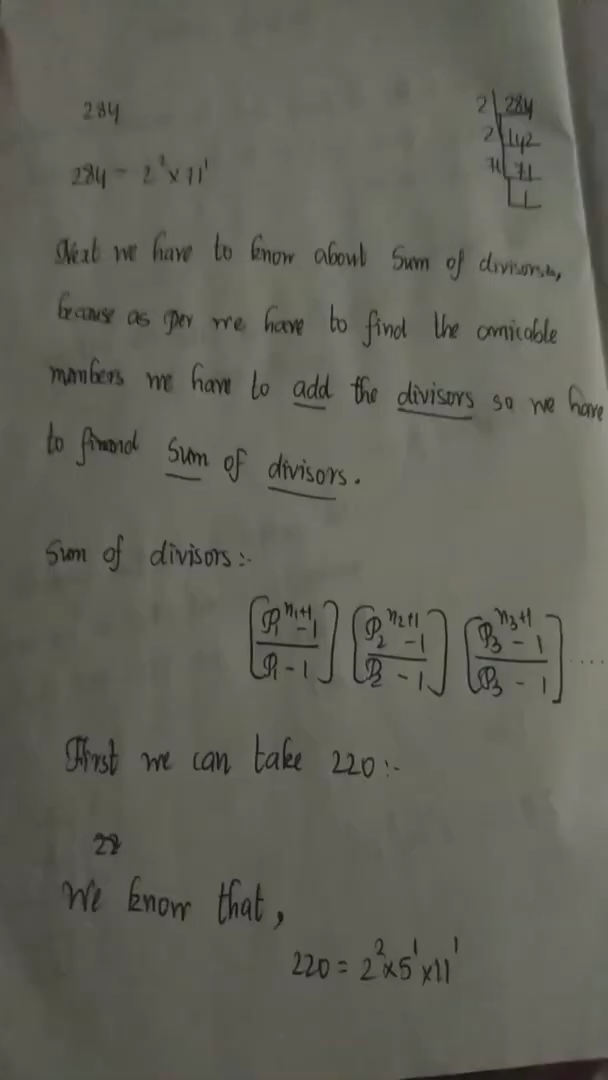 284
2 | 284
2 | 142
71 | 71
1
284 = 2² × 11¹
Next we have to know about Sum of divisors,
because as per we have to find the amicable
numbers we have to add the divisors so we have
to find sum of divisors.
Sum of divisors :-
[P₁^(n₁+1) - 1 / P₁ - 1] [P₂^(n₂+1) - 1 / P₂ - 1] [P₃^(n₃+1) - 1 / P₃ - 1] ....
First we can take 220 :-
22
We know that,
220 = 2² × 5¹ × 11¹